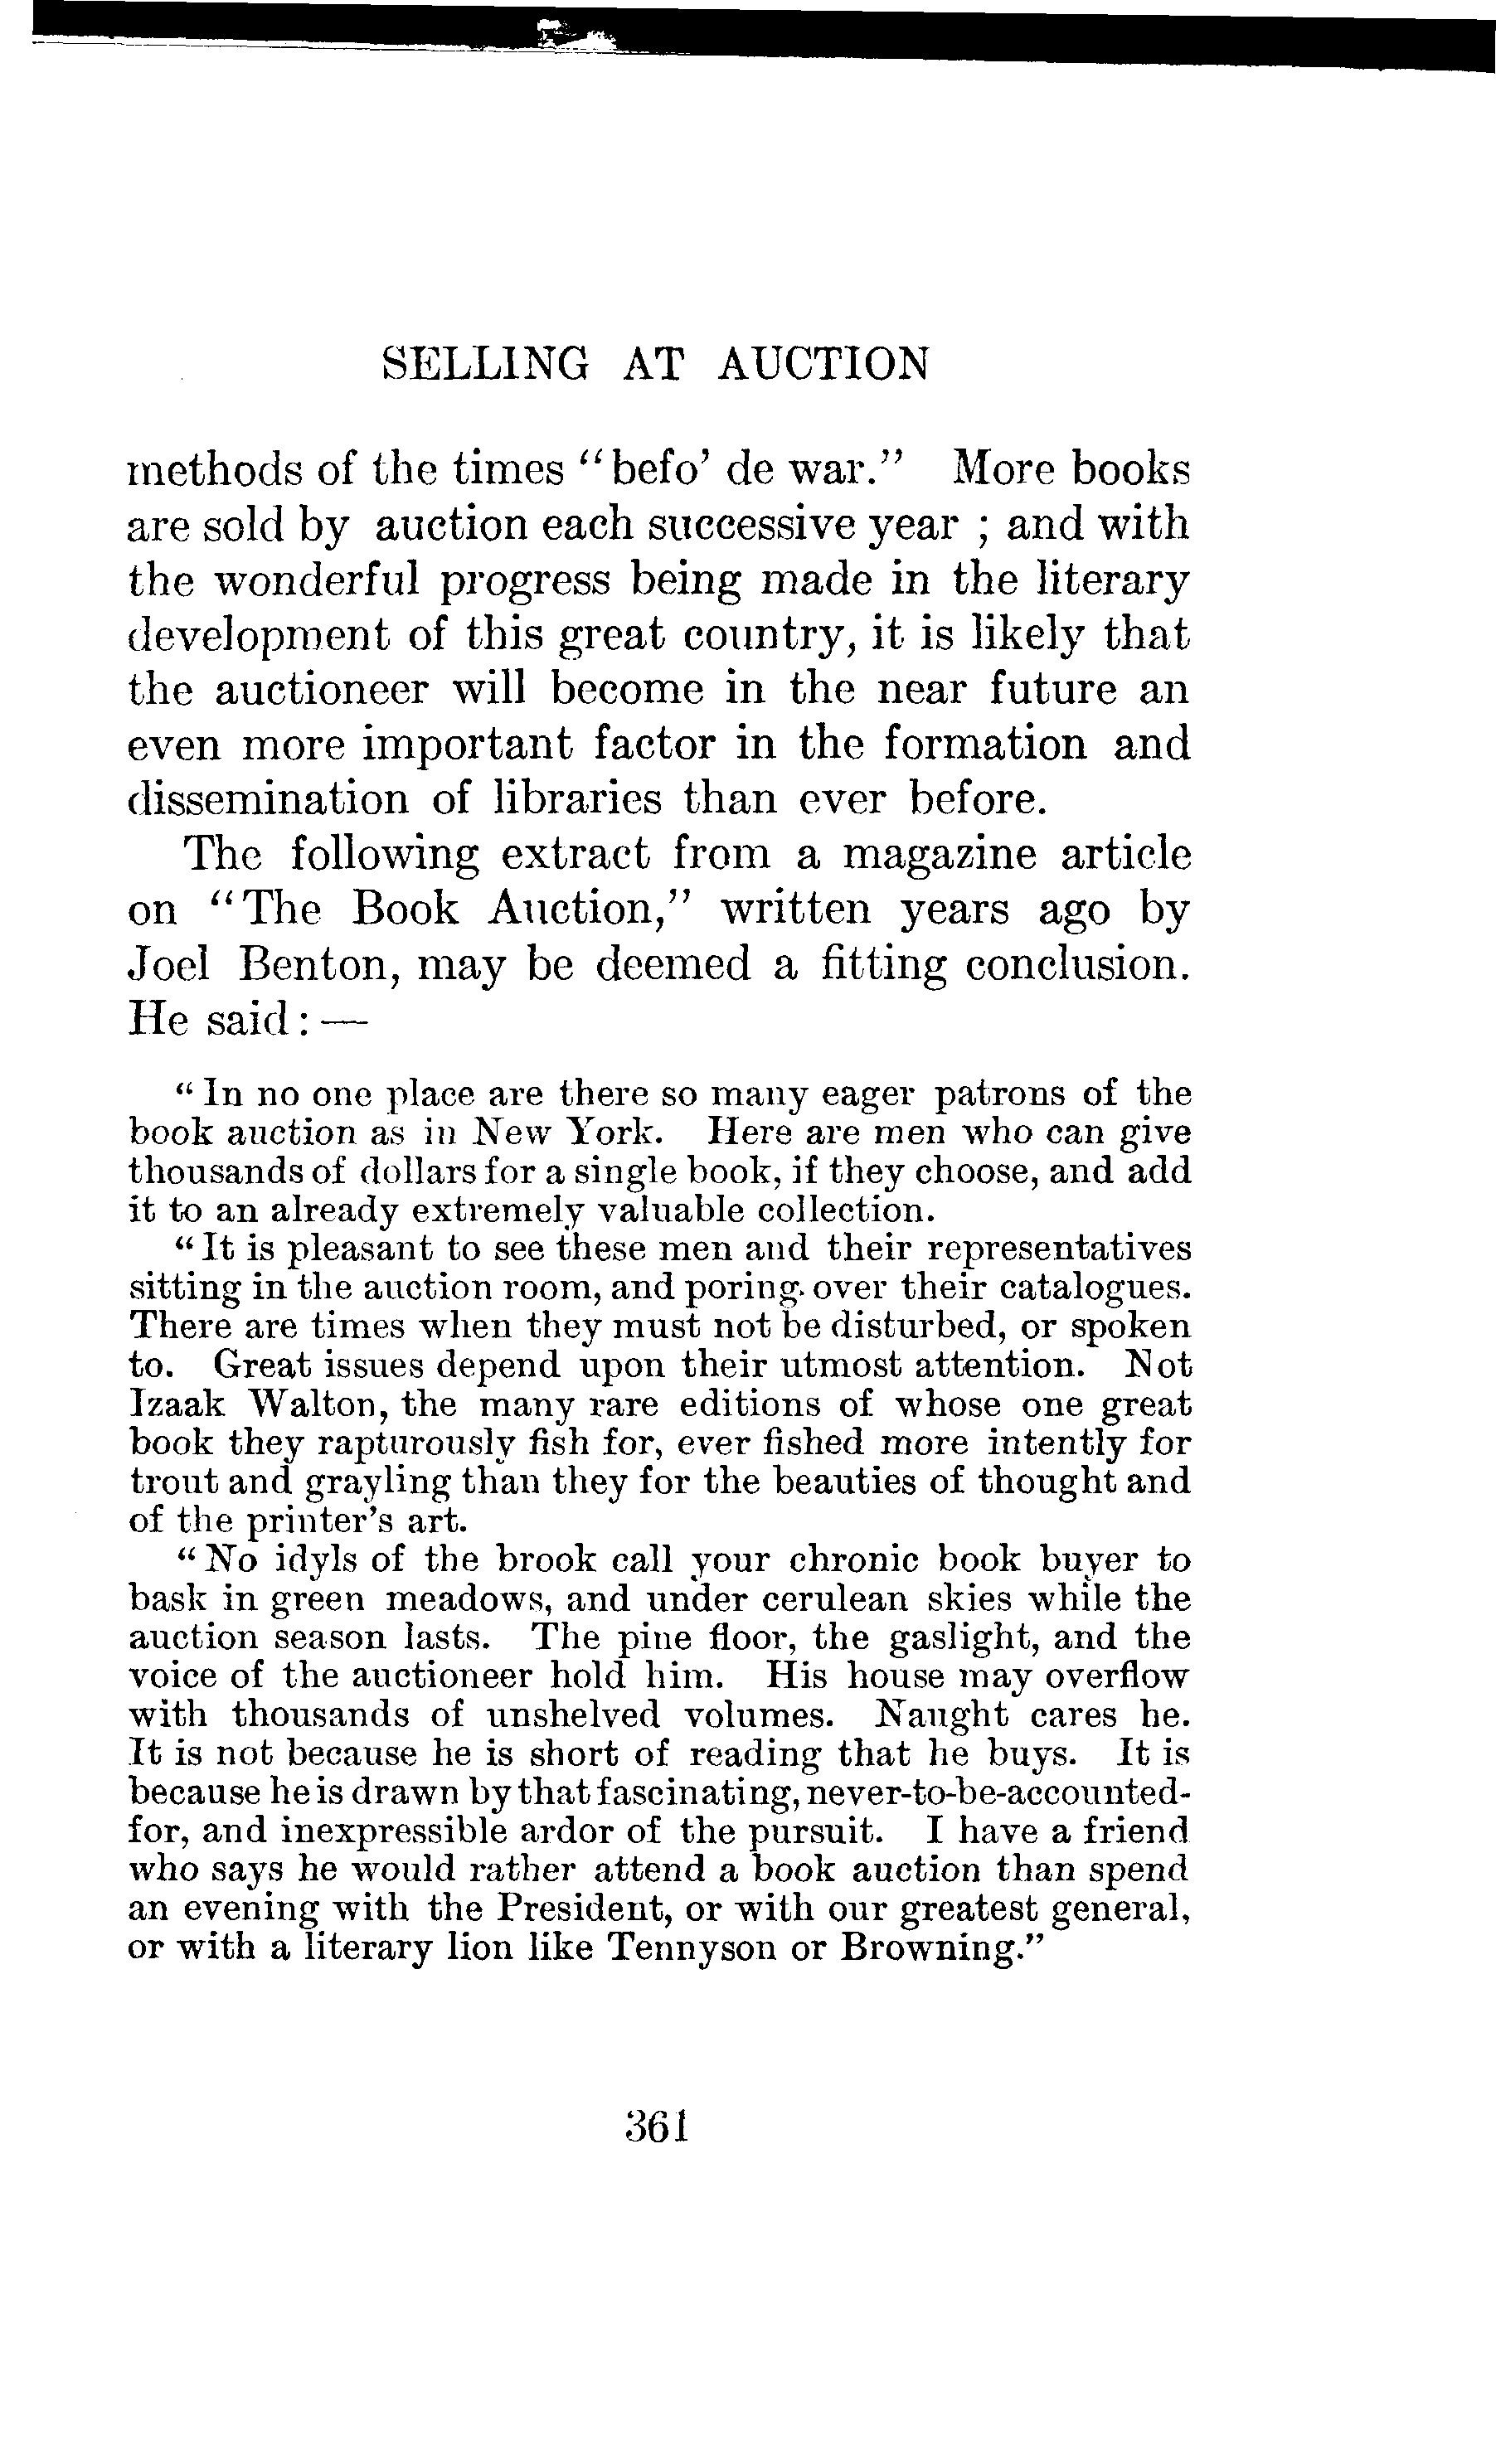 SELLING AT AUCTION
methods of the times "befo' de war." More books
are sold by auction each successive year ; and with
the wonderful progress being made in the literary
development of this great country, it is likely that
the auctioneer will become in the near future an
even more important factor in the formation and
dissemination of libraries than ever before.
The following extract from a magazine article
on "The Book Auction," written years ago by
Joel Benton, may be deemed a fitting conclusion.
He said : —
"In no one place are there so many eager patrons of the
book auction as in New York. Here are men who can give
thousands of dollars for a single book, if they choose, and add
it to an already extremely valuable collection.
"It is pleasant to see these men and their representatives
sitting in the auction room, and poring over their catalogues.
There are times when they must not be disturbed, or spoken
to. Great issues depend upon their utmost attention. Not
Izaak Walton, the many rare editions of whose one great
book they rapturously fish for, ever fished more intently for
trout and grayling than they for the beauties of thought and
of the printer's art.
"No idyls of the brook call your chronic book buyer to
bask in green meadows, and under cerulean skies while the
auction season lasts. The pine floor, the gaslight, and the
voice of the auctioneer hold him. His house may overflow
with thousands of unshelved volumes. Naught cares he.
It is not because he is short of reading that he buys. It is
because he is drawn by that fascinating, never-to-be-accounted-
for, and inexpressible ardor of the pursuit. I have a friend
who says he would rather attend a book auction than spend
an evening with the President, or with our greatest general,
or with a literary lion like Tennyson or Browning."
361